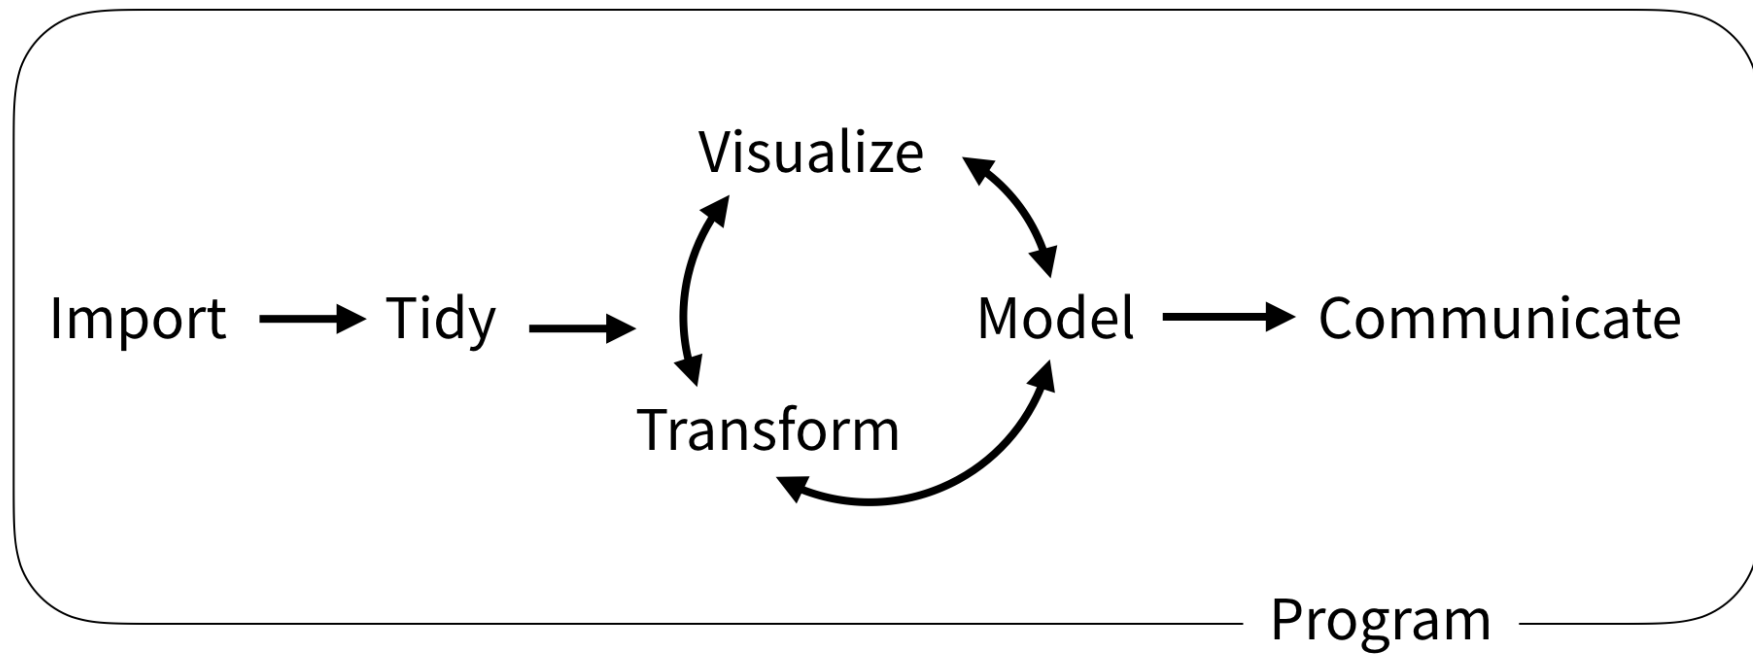 Visualize
Import
Tidy
Model
Communicate
Transform
Program